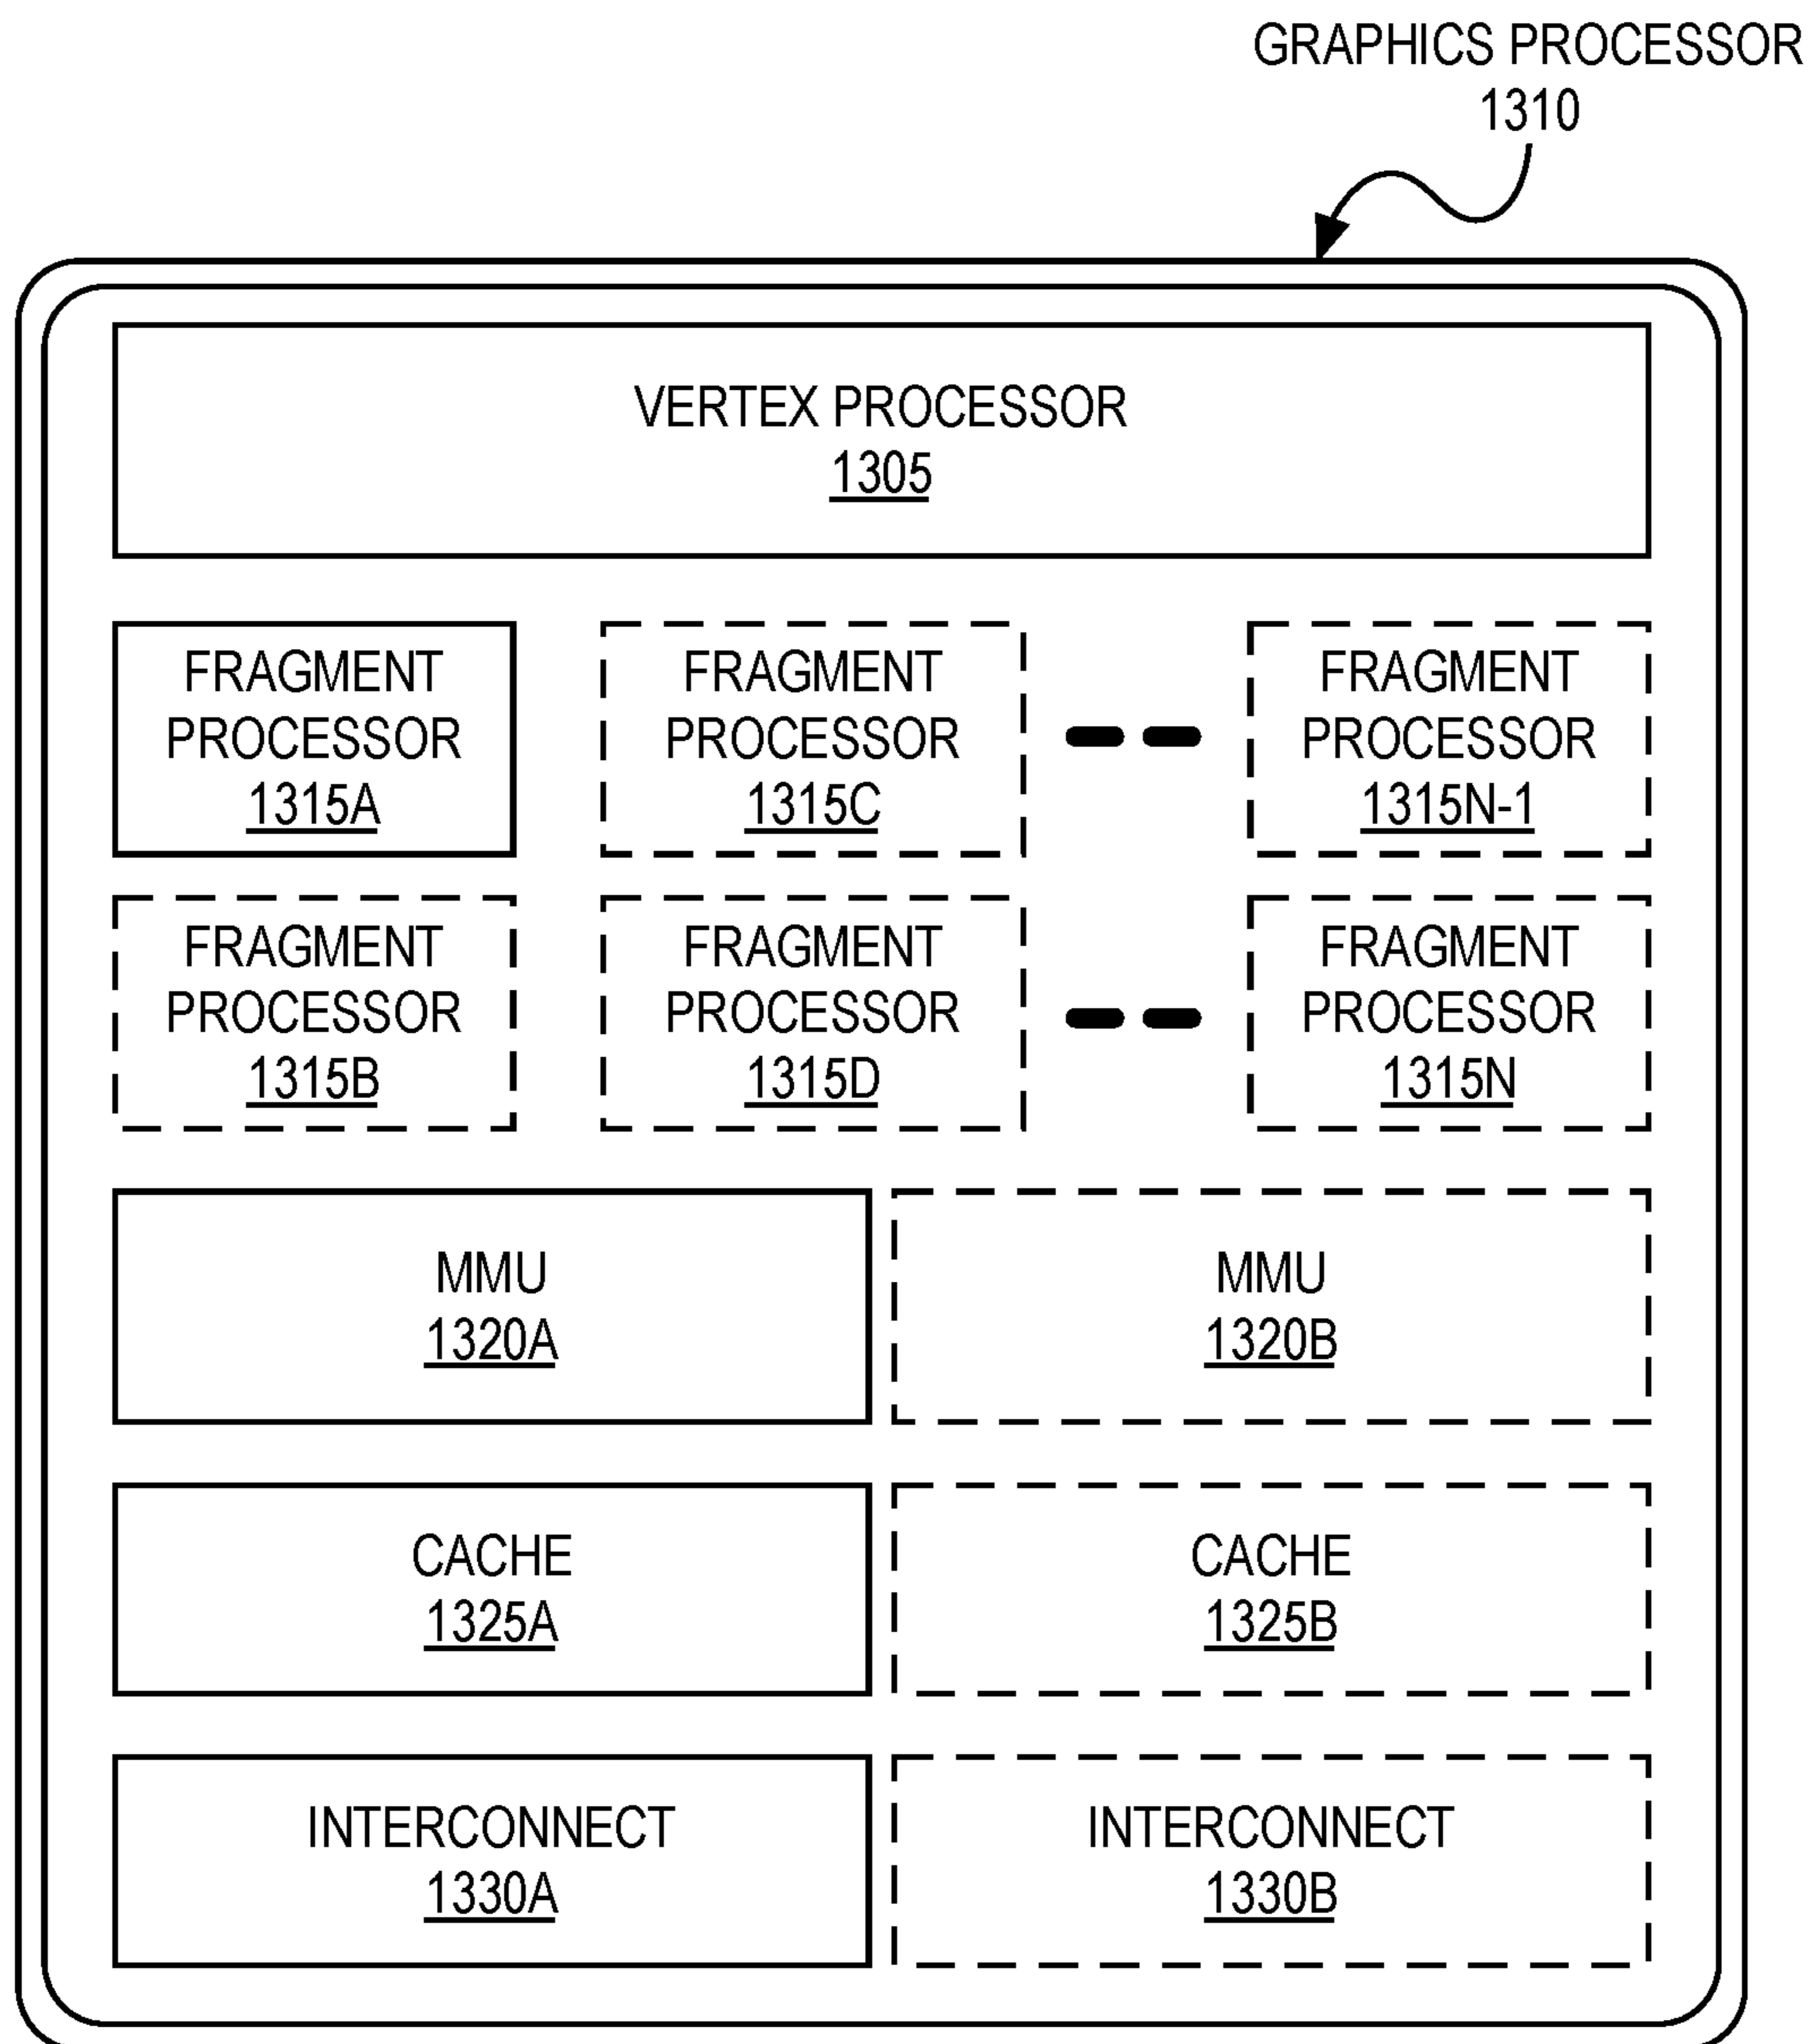 GRAPHICS PROCESSOR
1310
VERTEX PROCESSOR
1305
FRAGMENT
PROCESSOR
1315A
FRAGMENT
PROCESSOR
1315C
FRAGMENT
PROCESSOR
1315N-1
FRAGMENT
PROCESSOR
1315B
FRAGMENT
PROCESSOR
1315D
FRAGMENT
PROCESSOR
1315N
MMU
1320A
MMU
1320B
CACHE
1325A
CACHE
1325B
INTERCONNECT
1330A
INTERCONNECT
1330B